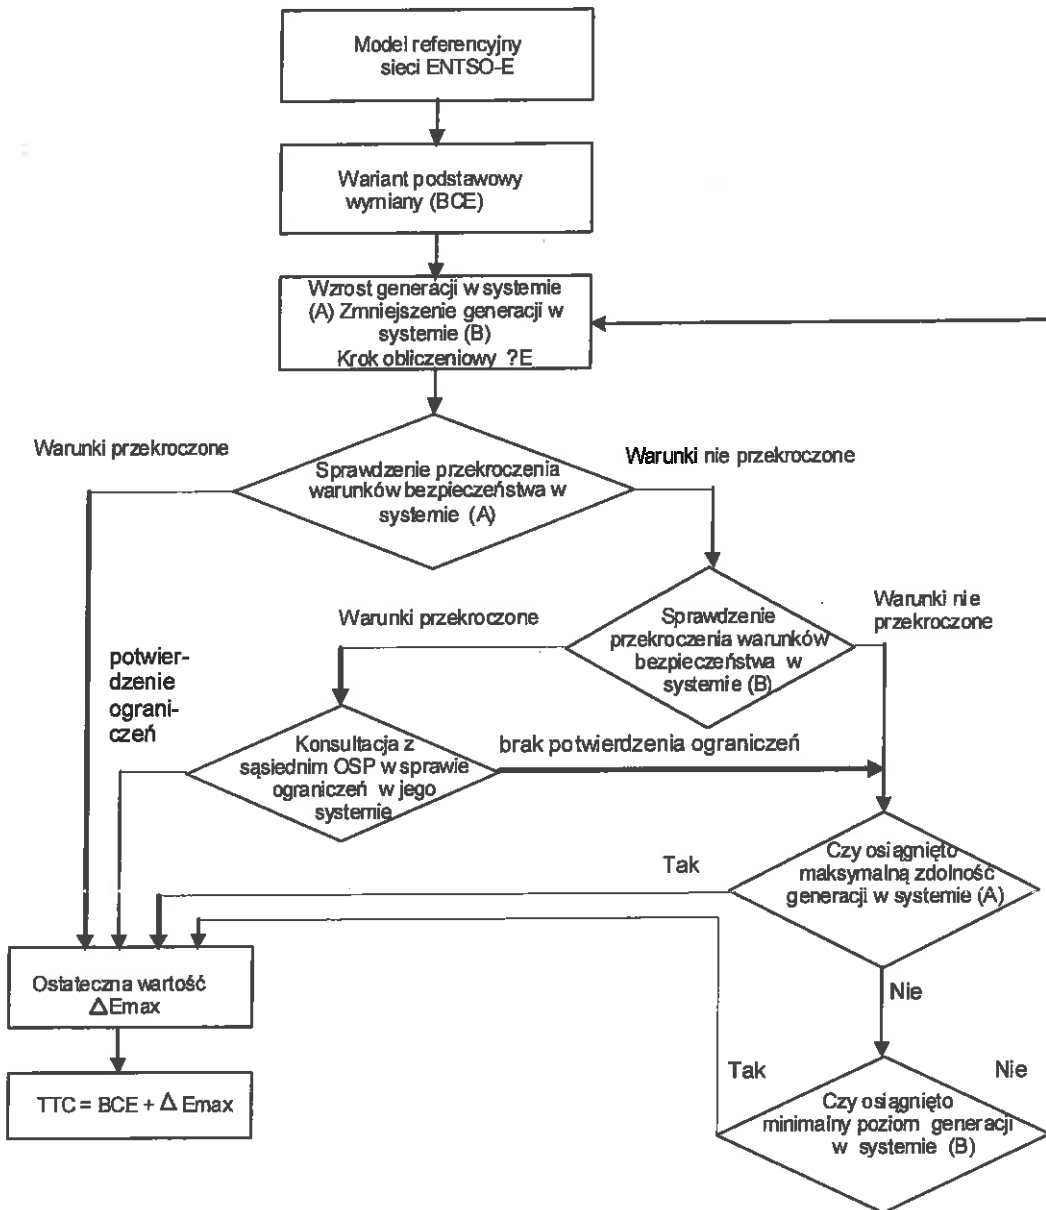 Model referencyjny
sieci ENTSO-E
Wariant podstawowy
wymiany (BCE)
Wzrost generacji w systemie
(A) Zmniejszenie generacji w
systemie (B)
Krok obliczeniowy ?E
Warunki przekroczone
Sprawdzenie przekroczenia
warunków bezpieczeństwa w
systemie (A)
Warunki nie przekroczone
Warunki przekroczone
Sprawdzenie
przekroczenia warunków
bezpieczeństwa w
systemie (B)
Warunki nie
przekroczone
potwier-
dzenie
ograni-
czeń
Konsultacja z
sąsiednim OSP w sprawie
ograniczeń w jego
systemie
brak potwierdzenia ograniczeń
Czy osiągnięto
maksymalną zdolność
generacji w systemie (A)
Tak
Nie
Ostateczna wartość
ΔEmax
TTC = BCE + Δ Emax
Tak
Nie
Czy osiągnięto
minimalny poziom generacji
w systemie (B)